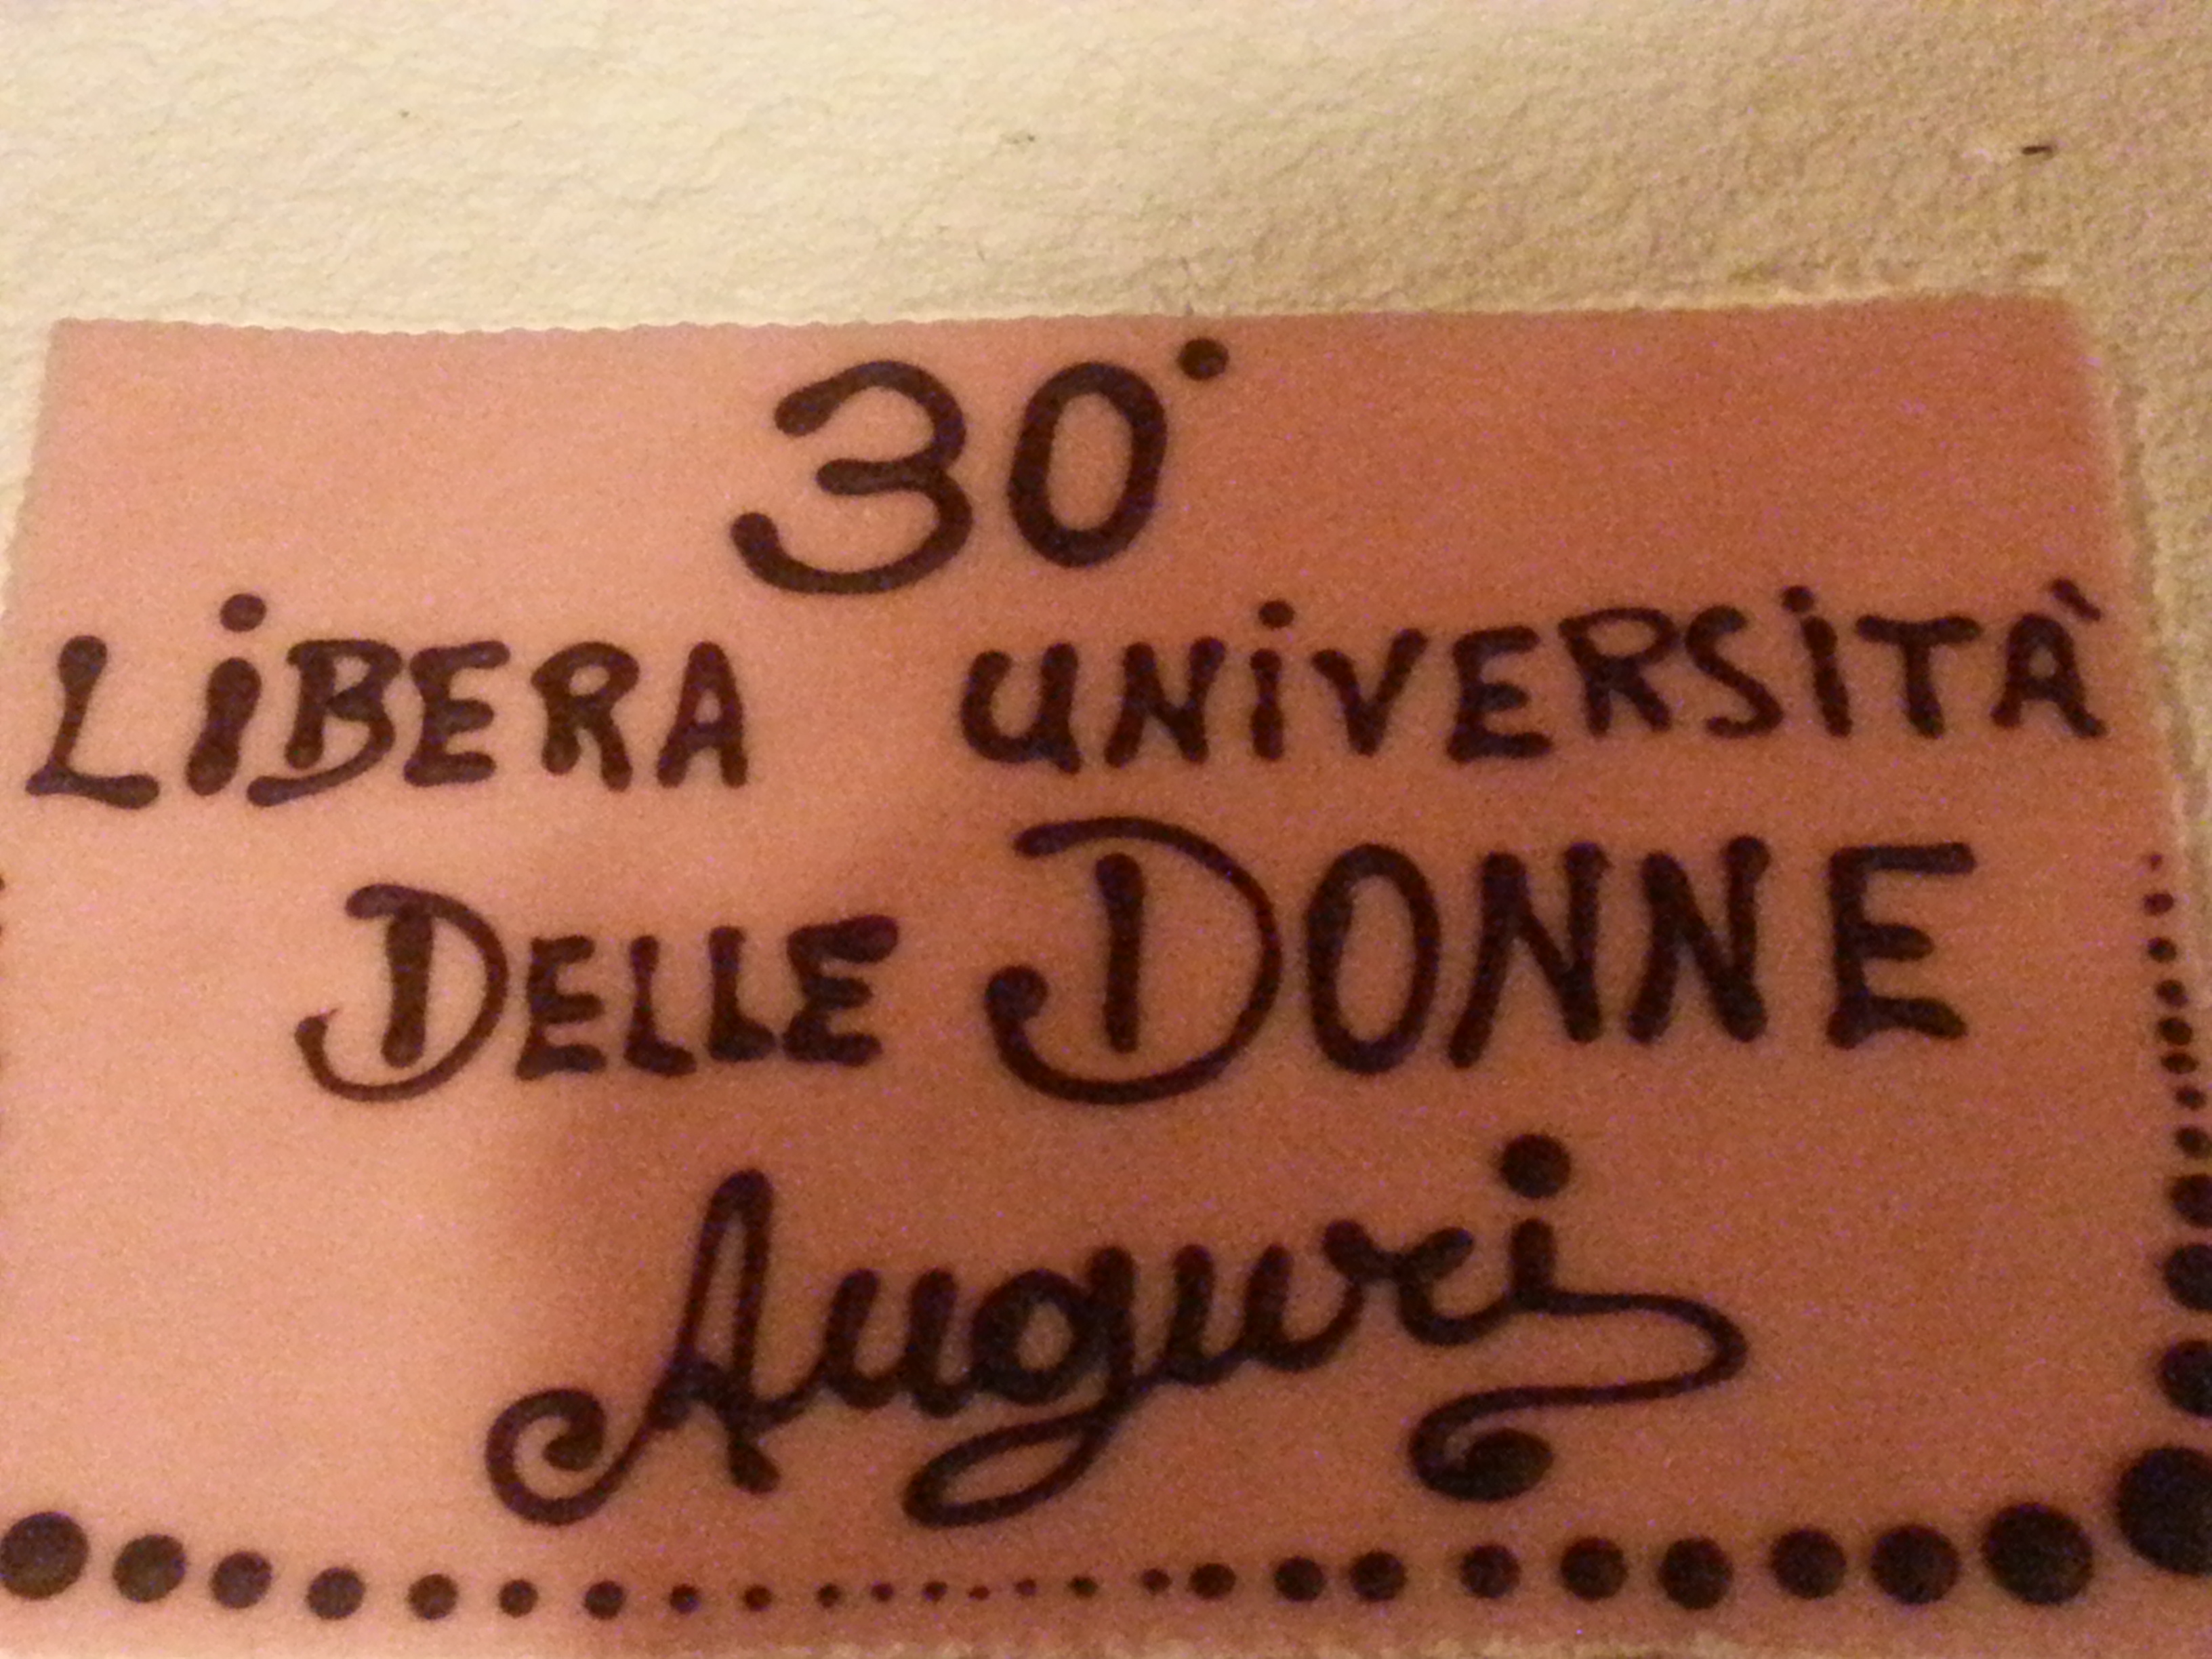 30°
LiBERA UNiVERSiTÀ
DELLE DONNE
Auguri